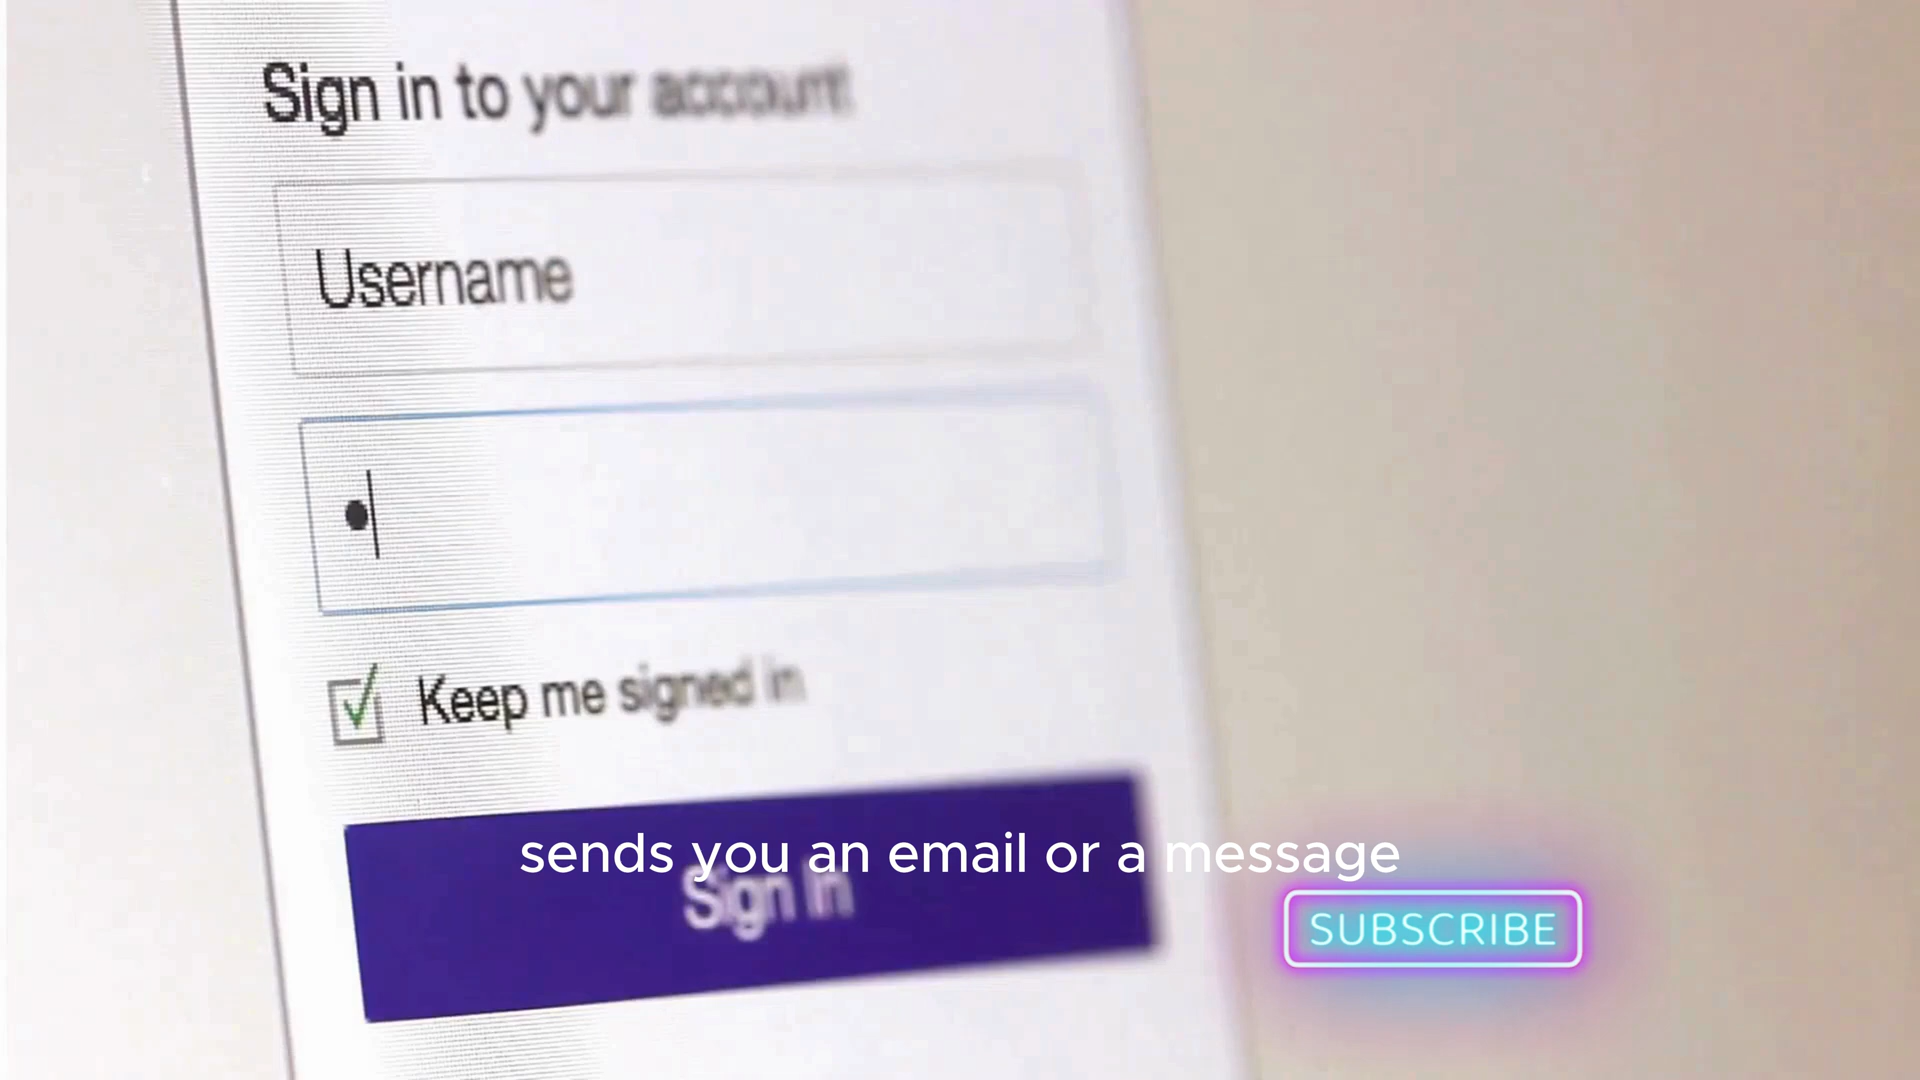 Sign in to your account
Username
Keep me signed in
sends you an email or a message
Sign in
SUBSCRIBE